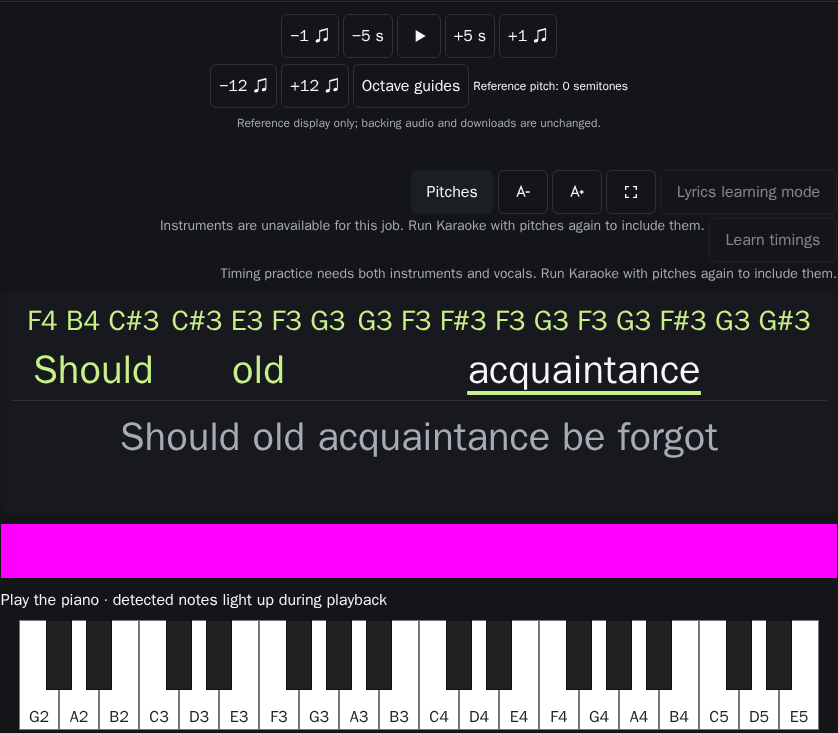 −1 ♫ −5 s ▶ +5 s +1 ♫
−12 ♫ +12 ♫ Octave guides Reference pitch: 0 semitones
Reference display only; backing audio and downloads are unchanged.
Pitches A- A+ Lyrics learning mode
Instruments are unavailable for this job. Run Karaoke with pitches again to include them.
Learn timings
Timing practice needs both instruments and vocals. Run Karaoke with pitches again to include them.
F4 B4 C#3 C#3 E3 F3 G3 G3 F3 F#3 F3 G3 F3 G3 F#3 G3 G#3
Should old acquaintance
Should old acquaintance be forgot
Play the piano · detected notes light up during playback
G2 A2 B2 C3 D3 E3 F3 G3 A3 B3 C4 D4 E4 F4 G4 A4 B4 C5 D5 E5